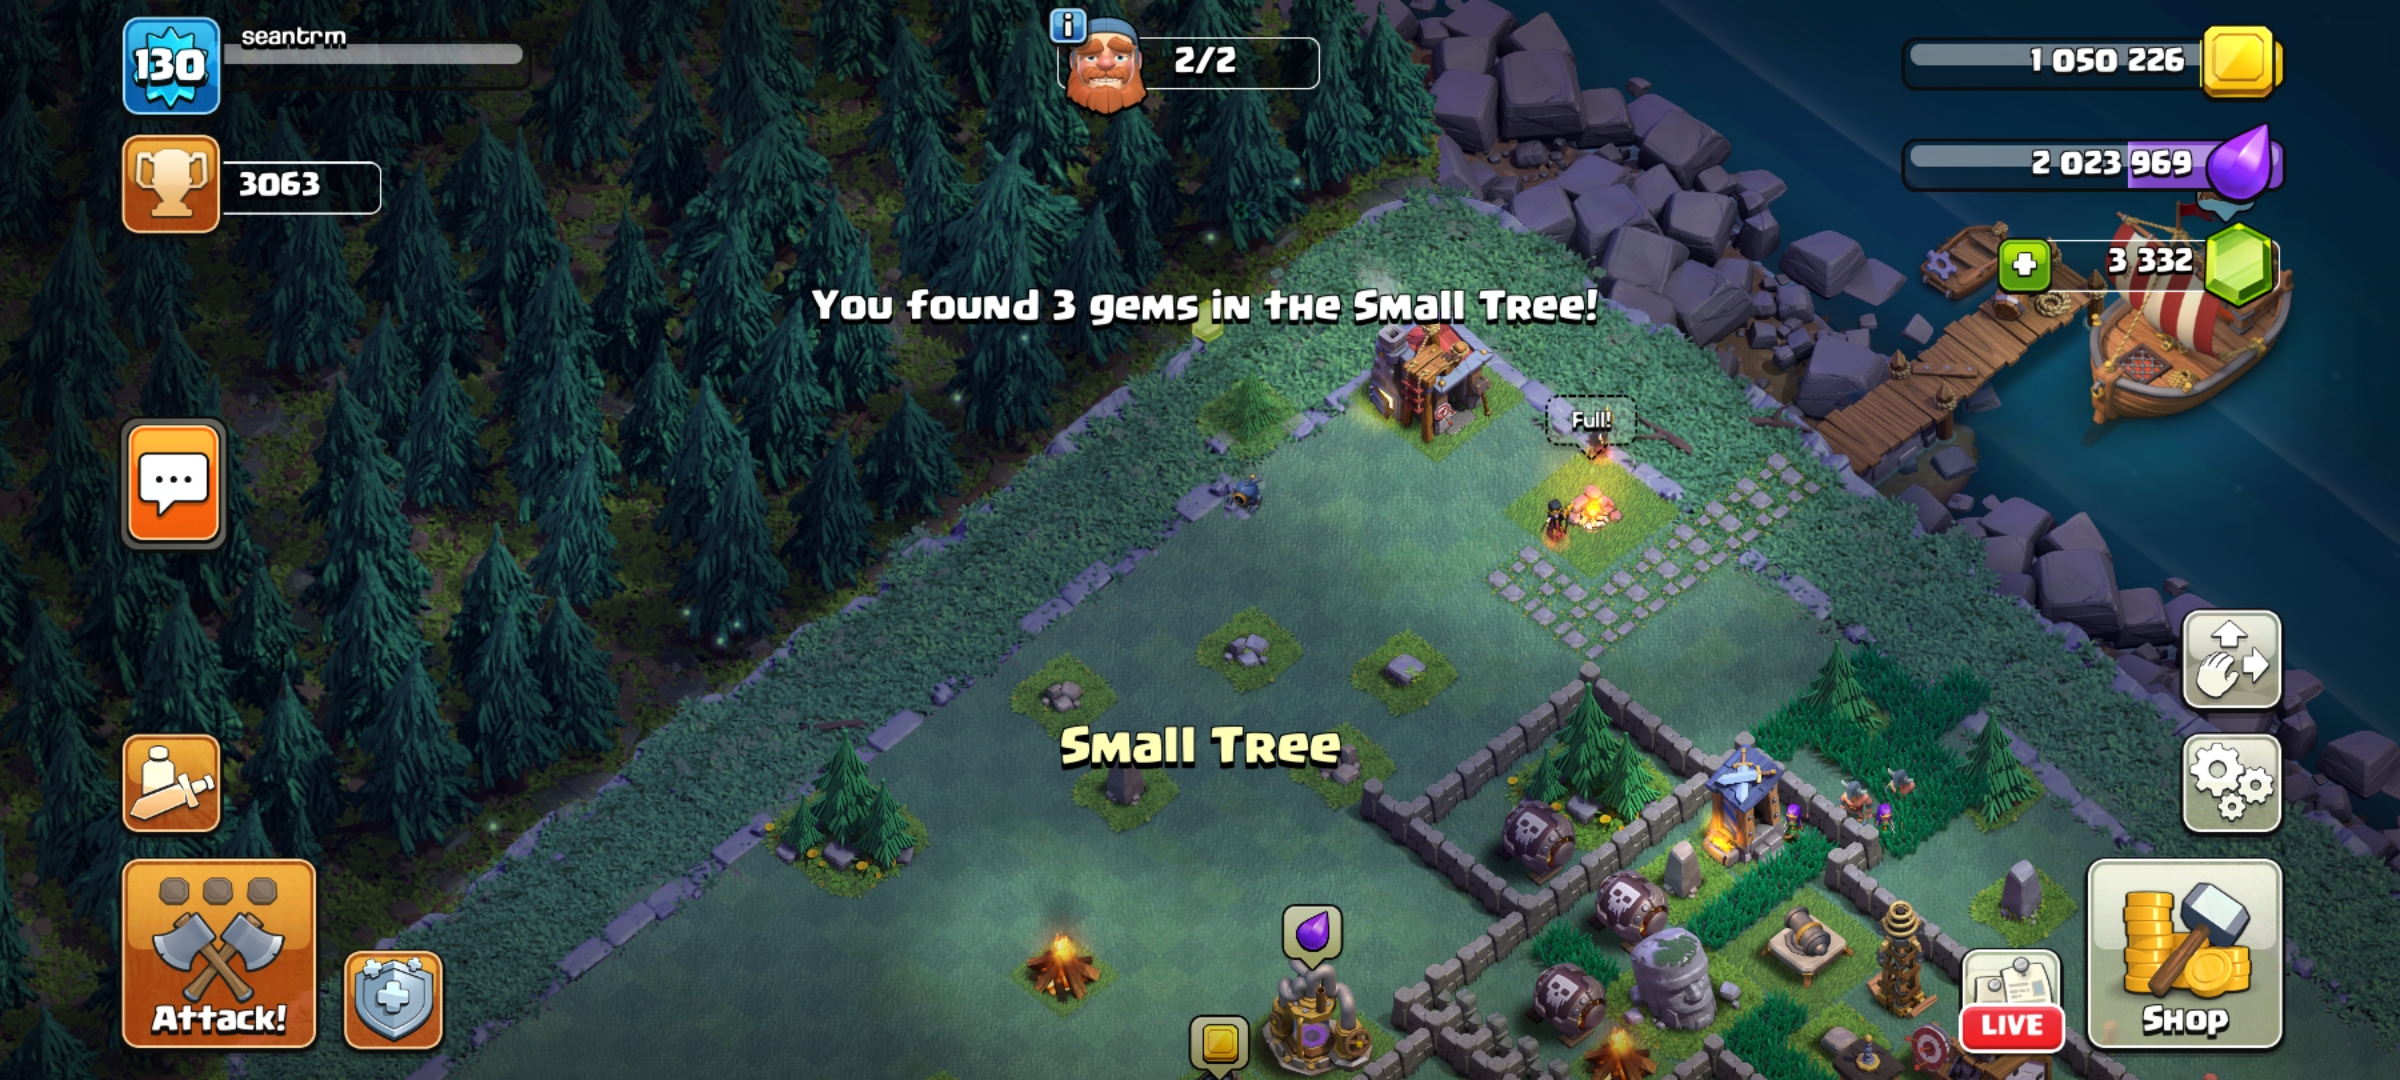 130
seantrm
2/2
1 050 226
3063
2 023 969
3 332
You found 3 gems in the Small Tree!
Full!
Small Tree
Attack!
LIVE
Shop